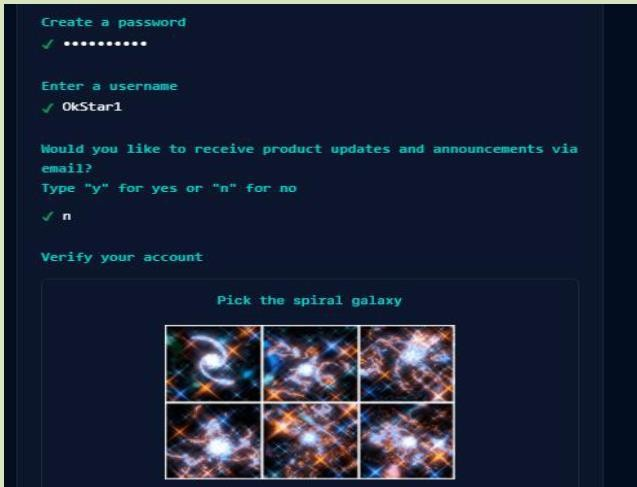 Create a password
✓ ••••••••••
Enter a username
✓ OkStar1
Would you like to receive product updates and announcements via
email?
Type "y" for yes or "n" for no
✓ n
Verify your account
Pick the spiral galaxy